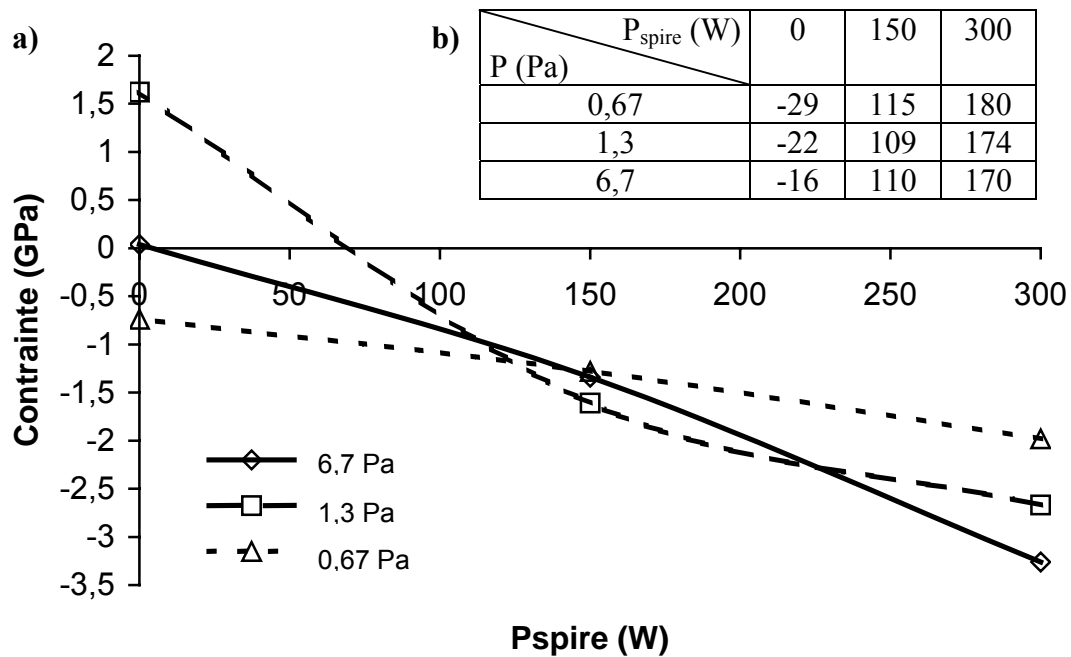 a)
b)
P_spire (W) 0 150 300
P (Pa)
0,67 -29 115 180
1,3 -22 109 174
6,7 -16 110 170
2
1,5
1
0,5
0
-0,5
-1
-1,5
-2
-2,5
-3
-3,5
Contrainte (GPa)
0 50 100 150 200 250 300
6,7 Pa
1,3 Pa
0,67 Pa
Pspire (W)